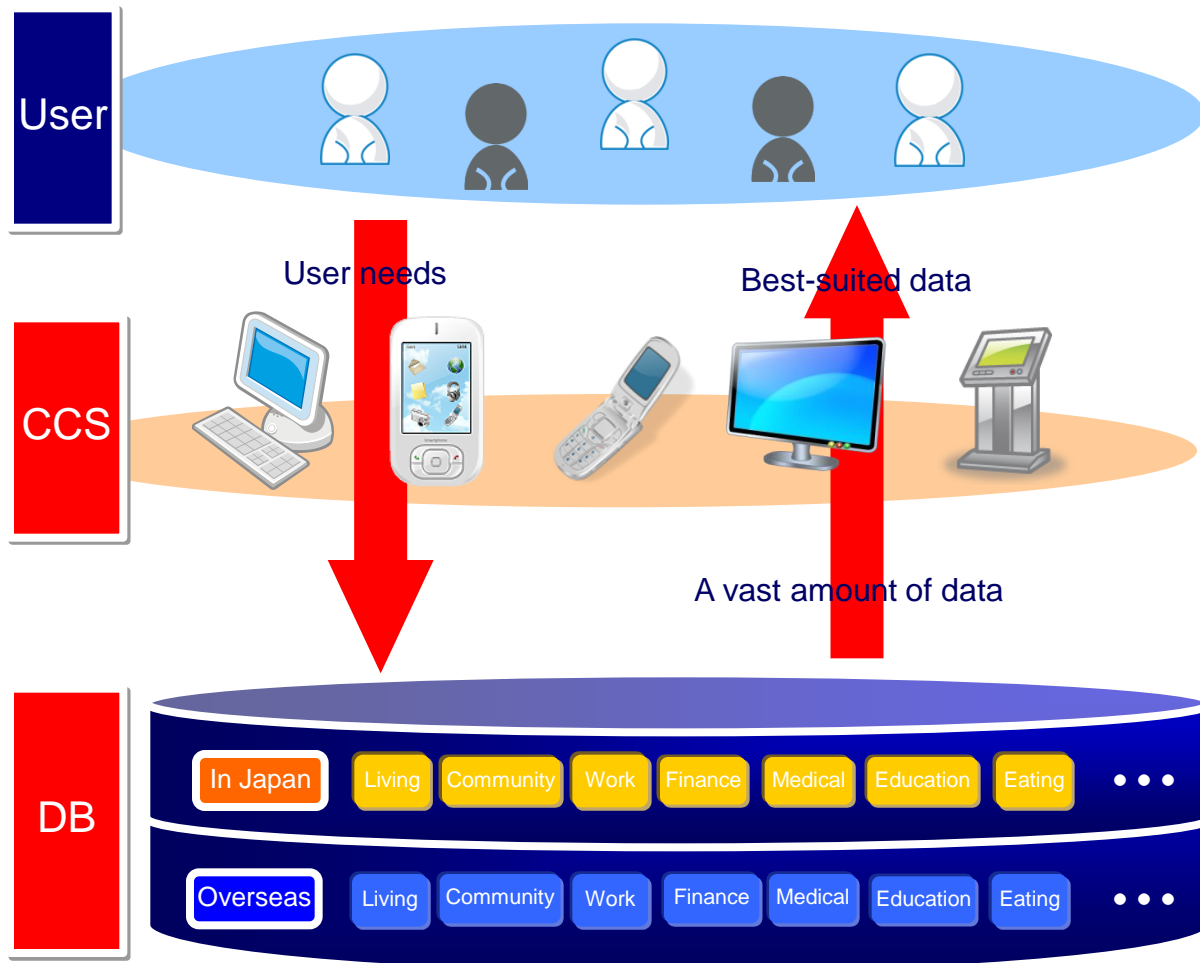 User
User needs
Best-suited data
CCS
Smartphone
A vast amount of data
DB
In Japan
Living
Community
Work
Finance
Medical
Education
Eating
Overseas
Living
Community
Work
Finance
Medical
Education
Eating